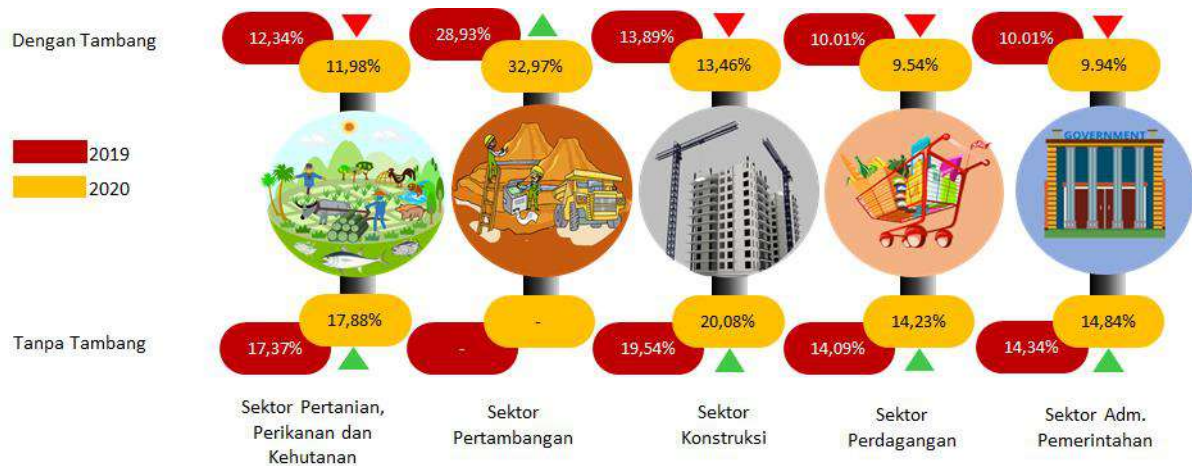 Dengan Tambang
12,34%
28,93%
13,89%
10.01%
10.01%
11,98%
32,97%
13,46%
9.54%
9.94%
2019
2020
GOVERNMENT
17,88%
-
20,08%
14,23%
14,84%
Tanpa Tambang
17,37%
-
19,54%
14,09%
14,34%
Sektor Pertanian,
Perikanan dan
Kehutanan
Sektor
Pertambangan
Sektor
Konstruksi
Sektor
Perdagangan
Sektor Adm.
Pemerintahan